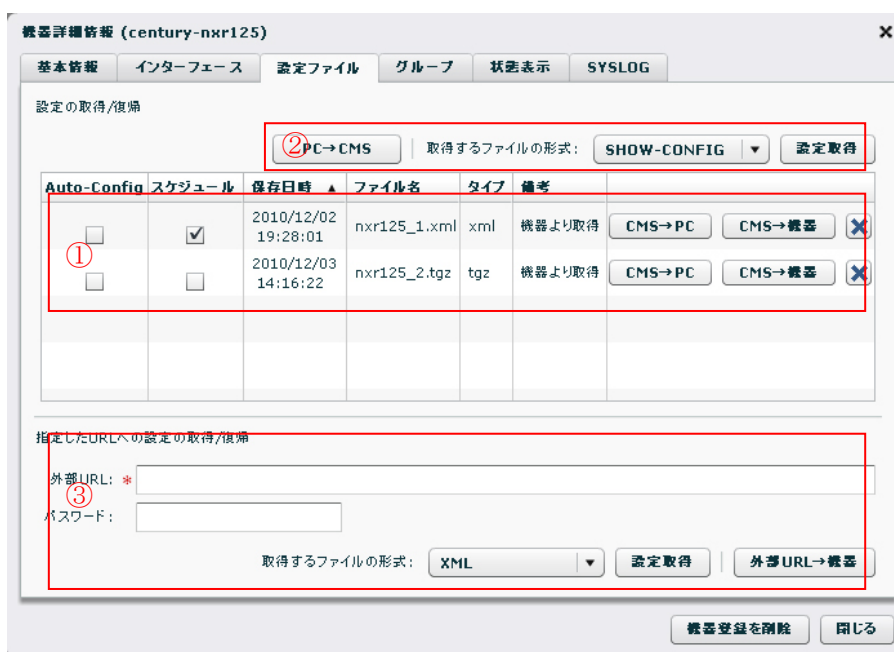 機器詳細情報 (century-nxr125) ×
基本情報 インターフェース 設定ファイル グループ 状態表示 SYSLOG
設定の取得/復帰
② PC→CMS 取得するファイルの形式： SHOW-CONFIG ▼ 設定取得
Auto-Config スケジュール 保存日時 ▲ ファイル名 タイプ 備考
①
2010/12/02 19:28:01 nxr125_1.xml xml 機器より取得 CMS→PC CMS→機器 ×
2010/12/03 14:16:22 nxr125_2.tgz tgz 機器より取得 CMS→PC CMS→機器 ×
指定したURLへの設定の取得/復帰
外部URL: *
③
パスワード：
取得するファイルの形式： XML ▼ 設定取得 外部URL→機器
機器登録を削除 閉じる